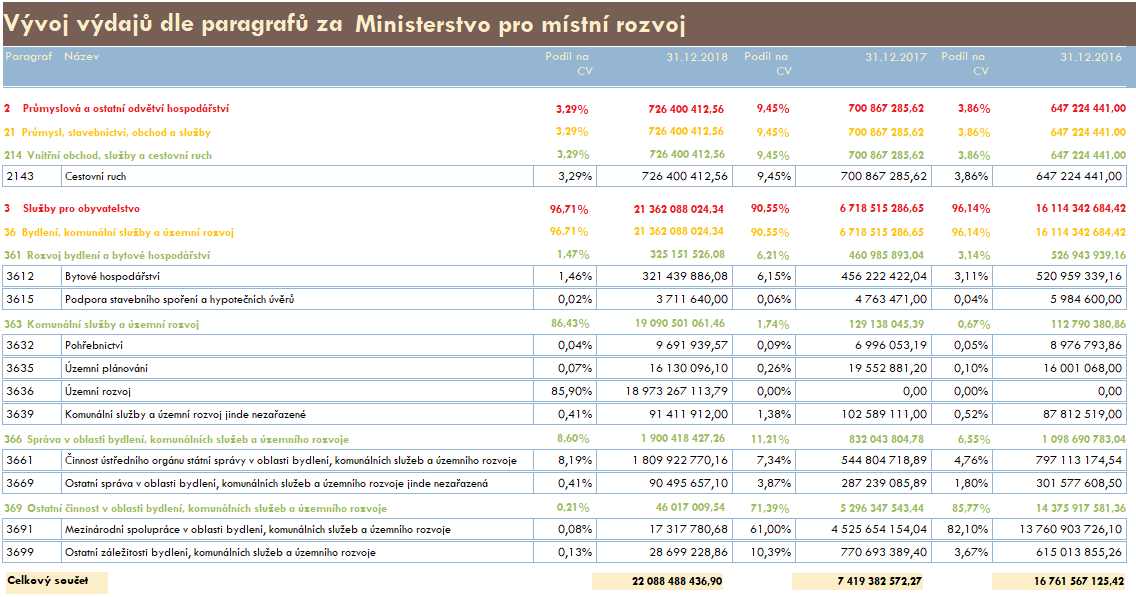 Vývoj výdajů dle paragrafů za Ministerstvo pro místní rozvoj
Paragraf Název Podíl na CV 31.12.2018 Podíl na CV 31.12.2017 Podíl na CV 31.12.2016
2 Průmyslová a ostatní odvětví hospodářství 3,29% 726 400 412,56 9,45% 700 867 285,62 3,86% 647 224 441,00
21 Průmysl, stavebnictví, obchod a služby 3,29% 726 400 412,56 9,45% 700 867 285,62 3,86% 647 224 441,00
214 Vnitřní obchod, služby a cestovní ruch 3,29% 726 400 412,56 9,45% 700 867 285,62 3,86% 647 224 441,00
2143 Cestovní ruch 3,29% 726 400 412,56 9,45% 700 867 285,62 3,86% 647 224 441,00
3 Služby pro obyvatelstvo 96,71% 21 362 088 024,34 90,55% 6 718 515 286,65 96,14% 16 114 342 684,42
36 Bydlení, komunální služby a územní rozvoj 96,71% 21 362 088 024,34 90,55% 6 718 515 286,65 96,14% 16 114 342 684,42
361 Rozvoj bydlení a bytové hospodářství 1,47% 325 151 526,08 6,21% 460 985 893,04 3,14% 526 943 939,16
3612 Bytové hospodářství 1,46% 321 439 886,08 6,15% 456 222 422,04 3,11% 520 959 339,16
3615 Podpora stavebního spoření a hypotečních úvěrů 0,02% 3 711 640,00 0,06% 4 763 471,00 0,04% 5 984 600,00
363 Komunální služby a územní rozvoj 86,43% 19 090 501 061,46 1,74% 129 138 045,39 0,67% 112 790 380,86
3632 Pohřebnictví 0,04% 9 691 939,57 0,09% 6 996 053,19 0,05% 8 976 793,86
3635 Územní plánování 0,07% 16 130 096,10 0,26% 19 552 881,20 0,10% 16 001 068,00
3636 Územní rozvoj 85,90% 18 973 267 113,79 0,00% 0,00 0,00% 0,00
3639 Komunální služby a územní rozvoj jinde nezařazené 0,41% 91 411 912,00 1,38% 102 589 111,00 0,52% 87 812 519,00
366 Správa v oblasti bydlení, komunálních služeb a územního rozvoje 8,60% 1 900 418 427,26 11,21% 832 043 804,78 6,55% 1 098 690 783,04
3661 Činnost ústředního orgánu státní správy v oblasti bydlení, komunálních služeb a územního rozvoje 8,19% 1 809 922 770,16 7,34% 544 804 718,89 4,76% 797 113 174,54
3669 Ostatní správa v oblasti bydlení, komunálních služeb a územního rozvoje jinde nezařazená 0,41% 90 495 657,10 3,87% 287 239 085,89 1,80% 301 577 608,50
369 Ostatní činnost v oblasti bydlení, komunálních služeb a územního rozvoje 0,21% 46 017 009,54 71,39% 5 296 347 543,44 85,77% 14 375 917 581,36
3691 Mezinárodní spolupráce v oblasti bydlení, komunálních služeb a územního rozvoje 0,08% 17 317 780,68 61,00% 4 525 654 154,04 82,10% 13 760 903 726,10
3699 Ostatní záležitosti bydlení, komunálních služeb a územního rozvoje 0,13% 28 699 228,86 10,39% 770 693 389,40 3,67% 615 013 855,26
Celkový součet 22 088 488 436,90 7 419 382 572,27 16 761 567 125,42